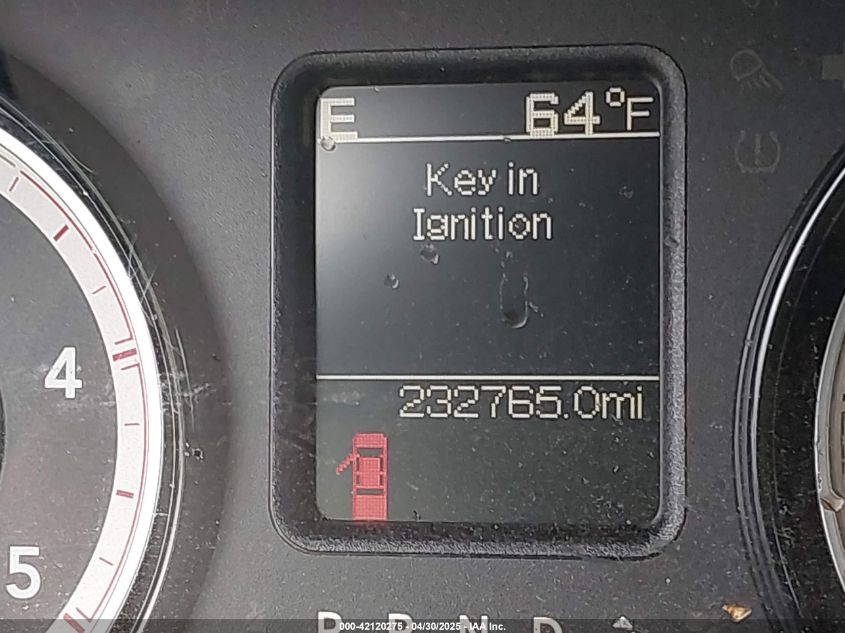 E 64°F
Key in
Ignition
232765.0mi
4
5
P R N D
000-42120275 - 04/30/2025 - IAA Inc.